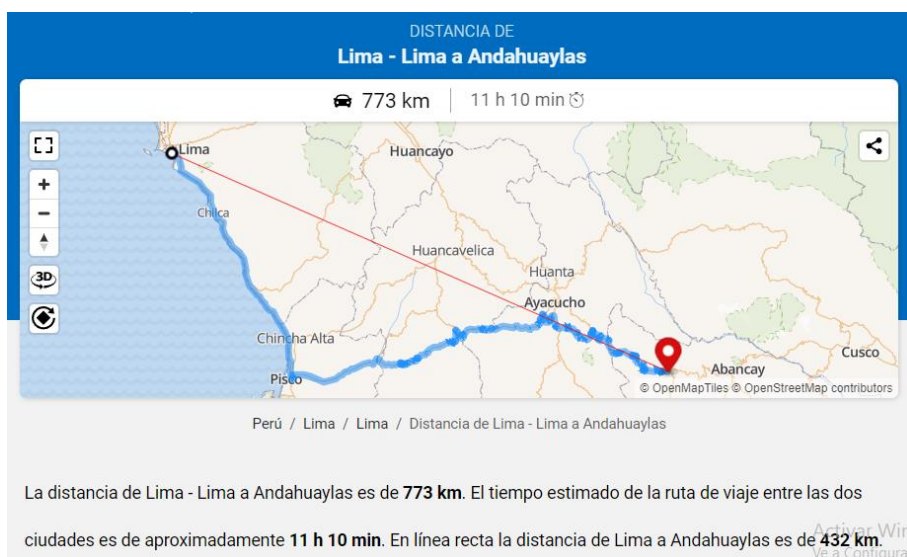 DISTANCIA DE
Lima - Lima a Andahuaylas
773 km 11 h 10 min
Lima
Huancayo
Chilca
Huancavelica
Huanta
Ayacucho
Chincha Alta
Pisco
Abancay
Cusco
3D
© OpenMapTiles © OpenStreetMap contributors
Perú / Lima / Lima / Distancia de Lima - Lima a Andahuaylas
La distancia de Lima - Lima a Andahuaylas es de 773 km. El tiempo estimado de la ruta de viaje entre las dos
ciudades es de aproximadamente 11 h 10 min. En línea recta la distancia de Lima a Andahuaylas es de 432 km.
Activar Win
Ve a Configura